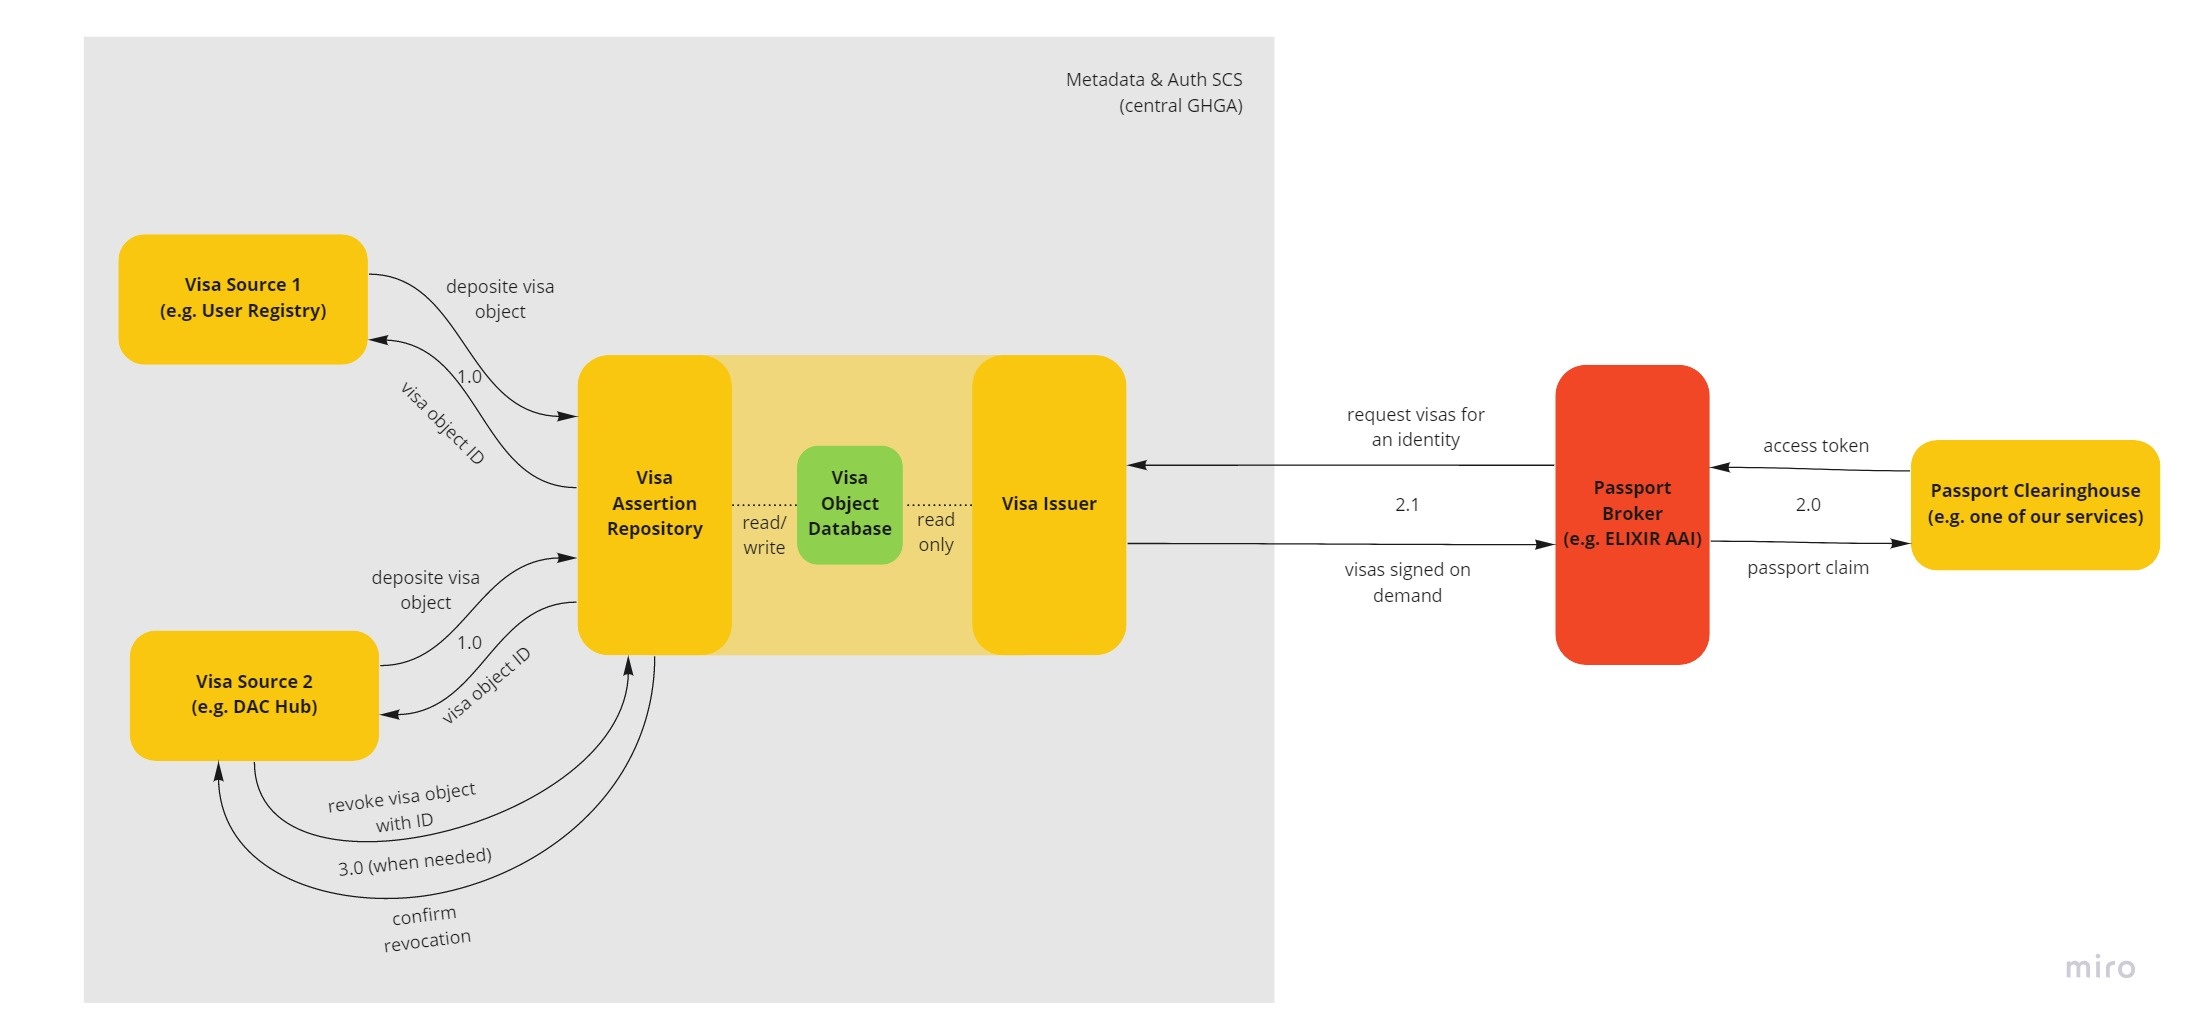 Metadata & Auth SCS
(central GHGA)
Visa Source 1
(e.g. User Registry)
deposite visa
object
1.0
visa object ID
Visa
Assertion
Repository
read/
write
Visa
Object
Database
read
only
Visa Issuer
request visas for
an identity
2.1
visas signed on
demand
Passport
Broker
(e.g. ELIXIR AAI)
access token
2.0
passport claim
Passport Clearinghouse
(e.g. one of our services)
deposite visa
object
1.0
visa object ID
Visa Source 2
(e.g. DAC Hub)
revoke visa object
with ID
3.0 (when needed)
confirm
revocation
miro